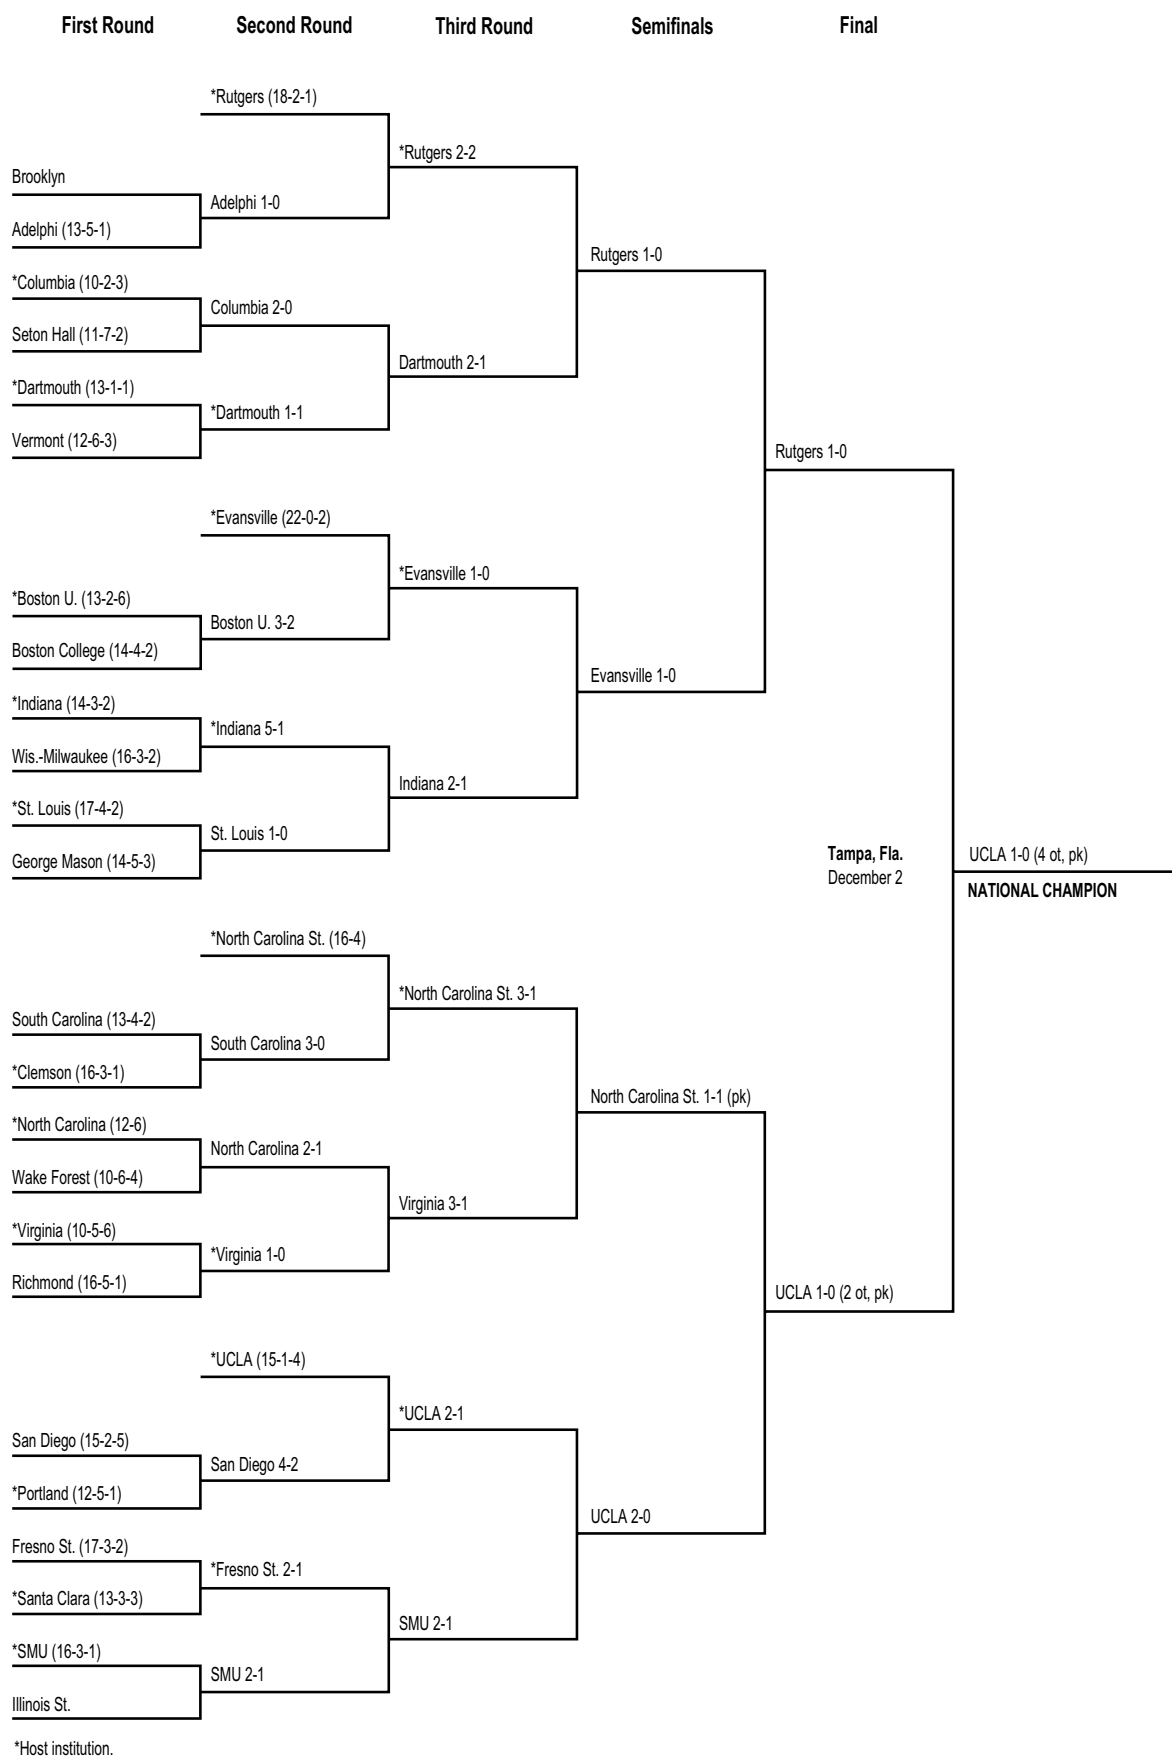 First Round
Second Round
Third Round
Semifinals
Final
*Rutgers (18-2-1)
*Rutgers 2-2
Brooklyn
Adelphi 1-0
Adelphi (13-5-1)
Rutgers 1-0
*Columbia (10-2-3)
Columbia 2-0
Seton Hall (11-7-2)
Dartmouth 2-1
*Dartmouth (13-1-1)
*Dartmouth 1-1
Vermont (12-6-3)
Rutgers 1-0
*Evansville (22-0-2)
*Evansville 1-0
*Boston U. (13-2-6)
Boston U. 3-2
Boston College (14-4-2)
Evansville 1-0
*Indiana (14-3-2)
*Indiana 5-1
Wis.-Milwaukee (16-3-2)
Indiana 2-1
*St. Louis (17-4-2)
St. Louis 1-0
George Mason (14-5-3)
Tampa, Fla.
December 2
UCLA 1-0 (4 ot, pk)
NATIONAL CHAMPION
*North Carolina St. (16-4)
*North Carolina St. 3-1
South Carolina (13-4-2)
South Carolina 3-0
*Clemson (16-3-1)
North Carolina St. 1-1 (pk)
*North Carolina (12-6)
North Carolina 2-1
Wake Forest (10-6-4)
Virginia 3-1
*Virginia (10-5-6)
*Virginia 1-0
Richmond (16-5-1)
UCLA 1-0 (2 ot, pk)
*UCLA (15-1-4)
*UCLA 2-1
San Diego (15-2-5)
San Diego 4-2
*Portland (12-5-1)
UCLA 2-0
Fresno St. (17-3-2)
*Fresno St. 2-1
*Santa Clara (13-3-3)
SMU 2-1
*SMU (16-3-1)
SMU 2-1
Illinois St.
*Host institution.